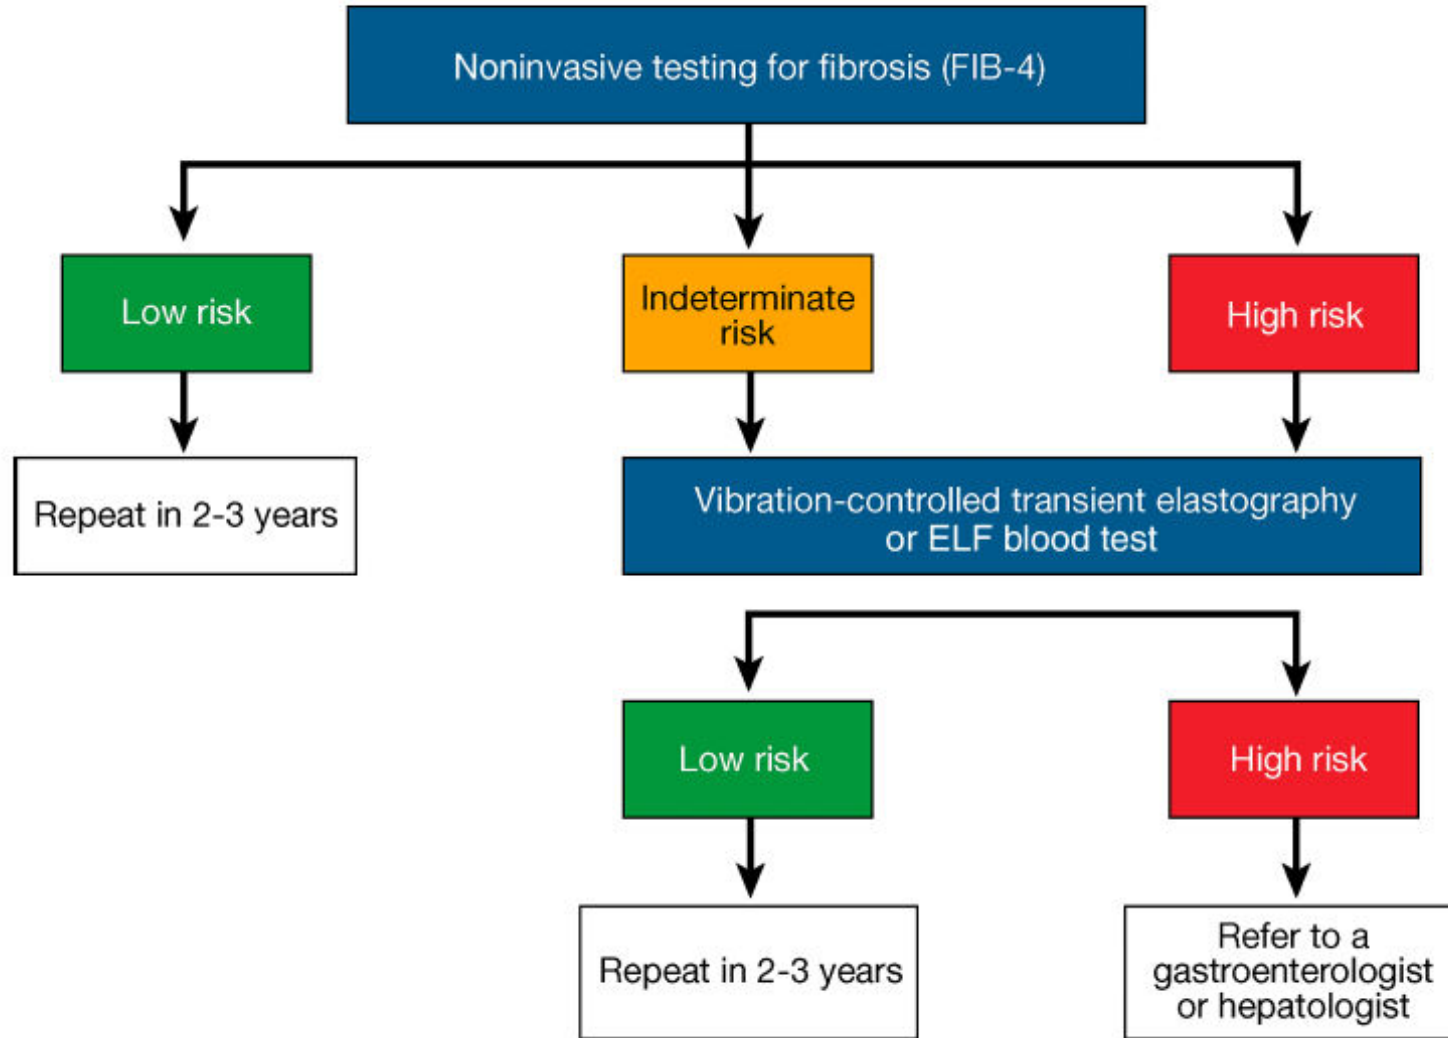 Noninvasive testing for fibrosis (FIB-4)
Low risk
Indeterminate
risk
High risk
Repeat in 2-3 years
Vibration-controlled transient elastography
or ELF blood test
Low risk
High risk
Repeat in 2-3 years
Refer to a
gastroenterologist
or hepatologist